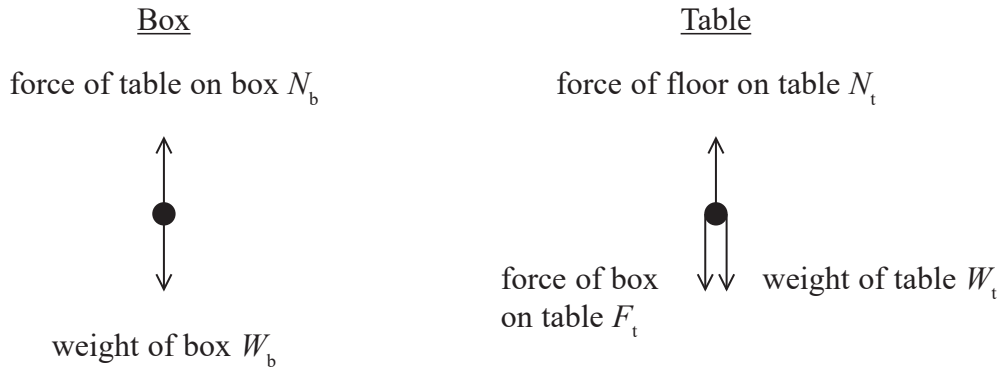 Box
force of table on box N_b
weight of box W_b
Table
force of floor on table N_t
force of box
on table F_t
weight of table W_t